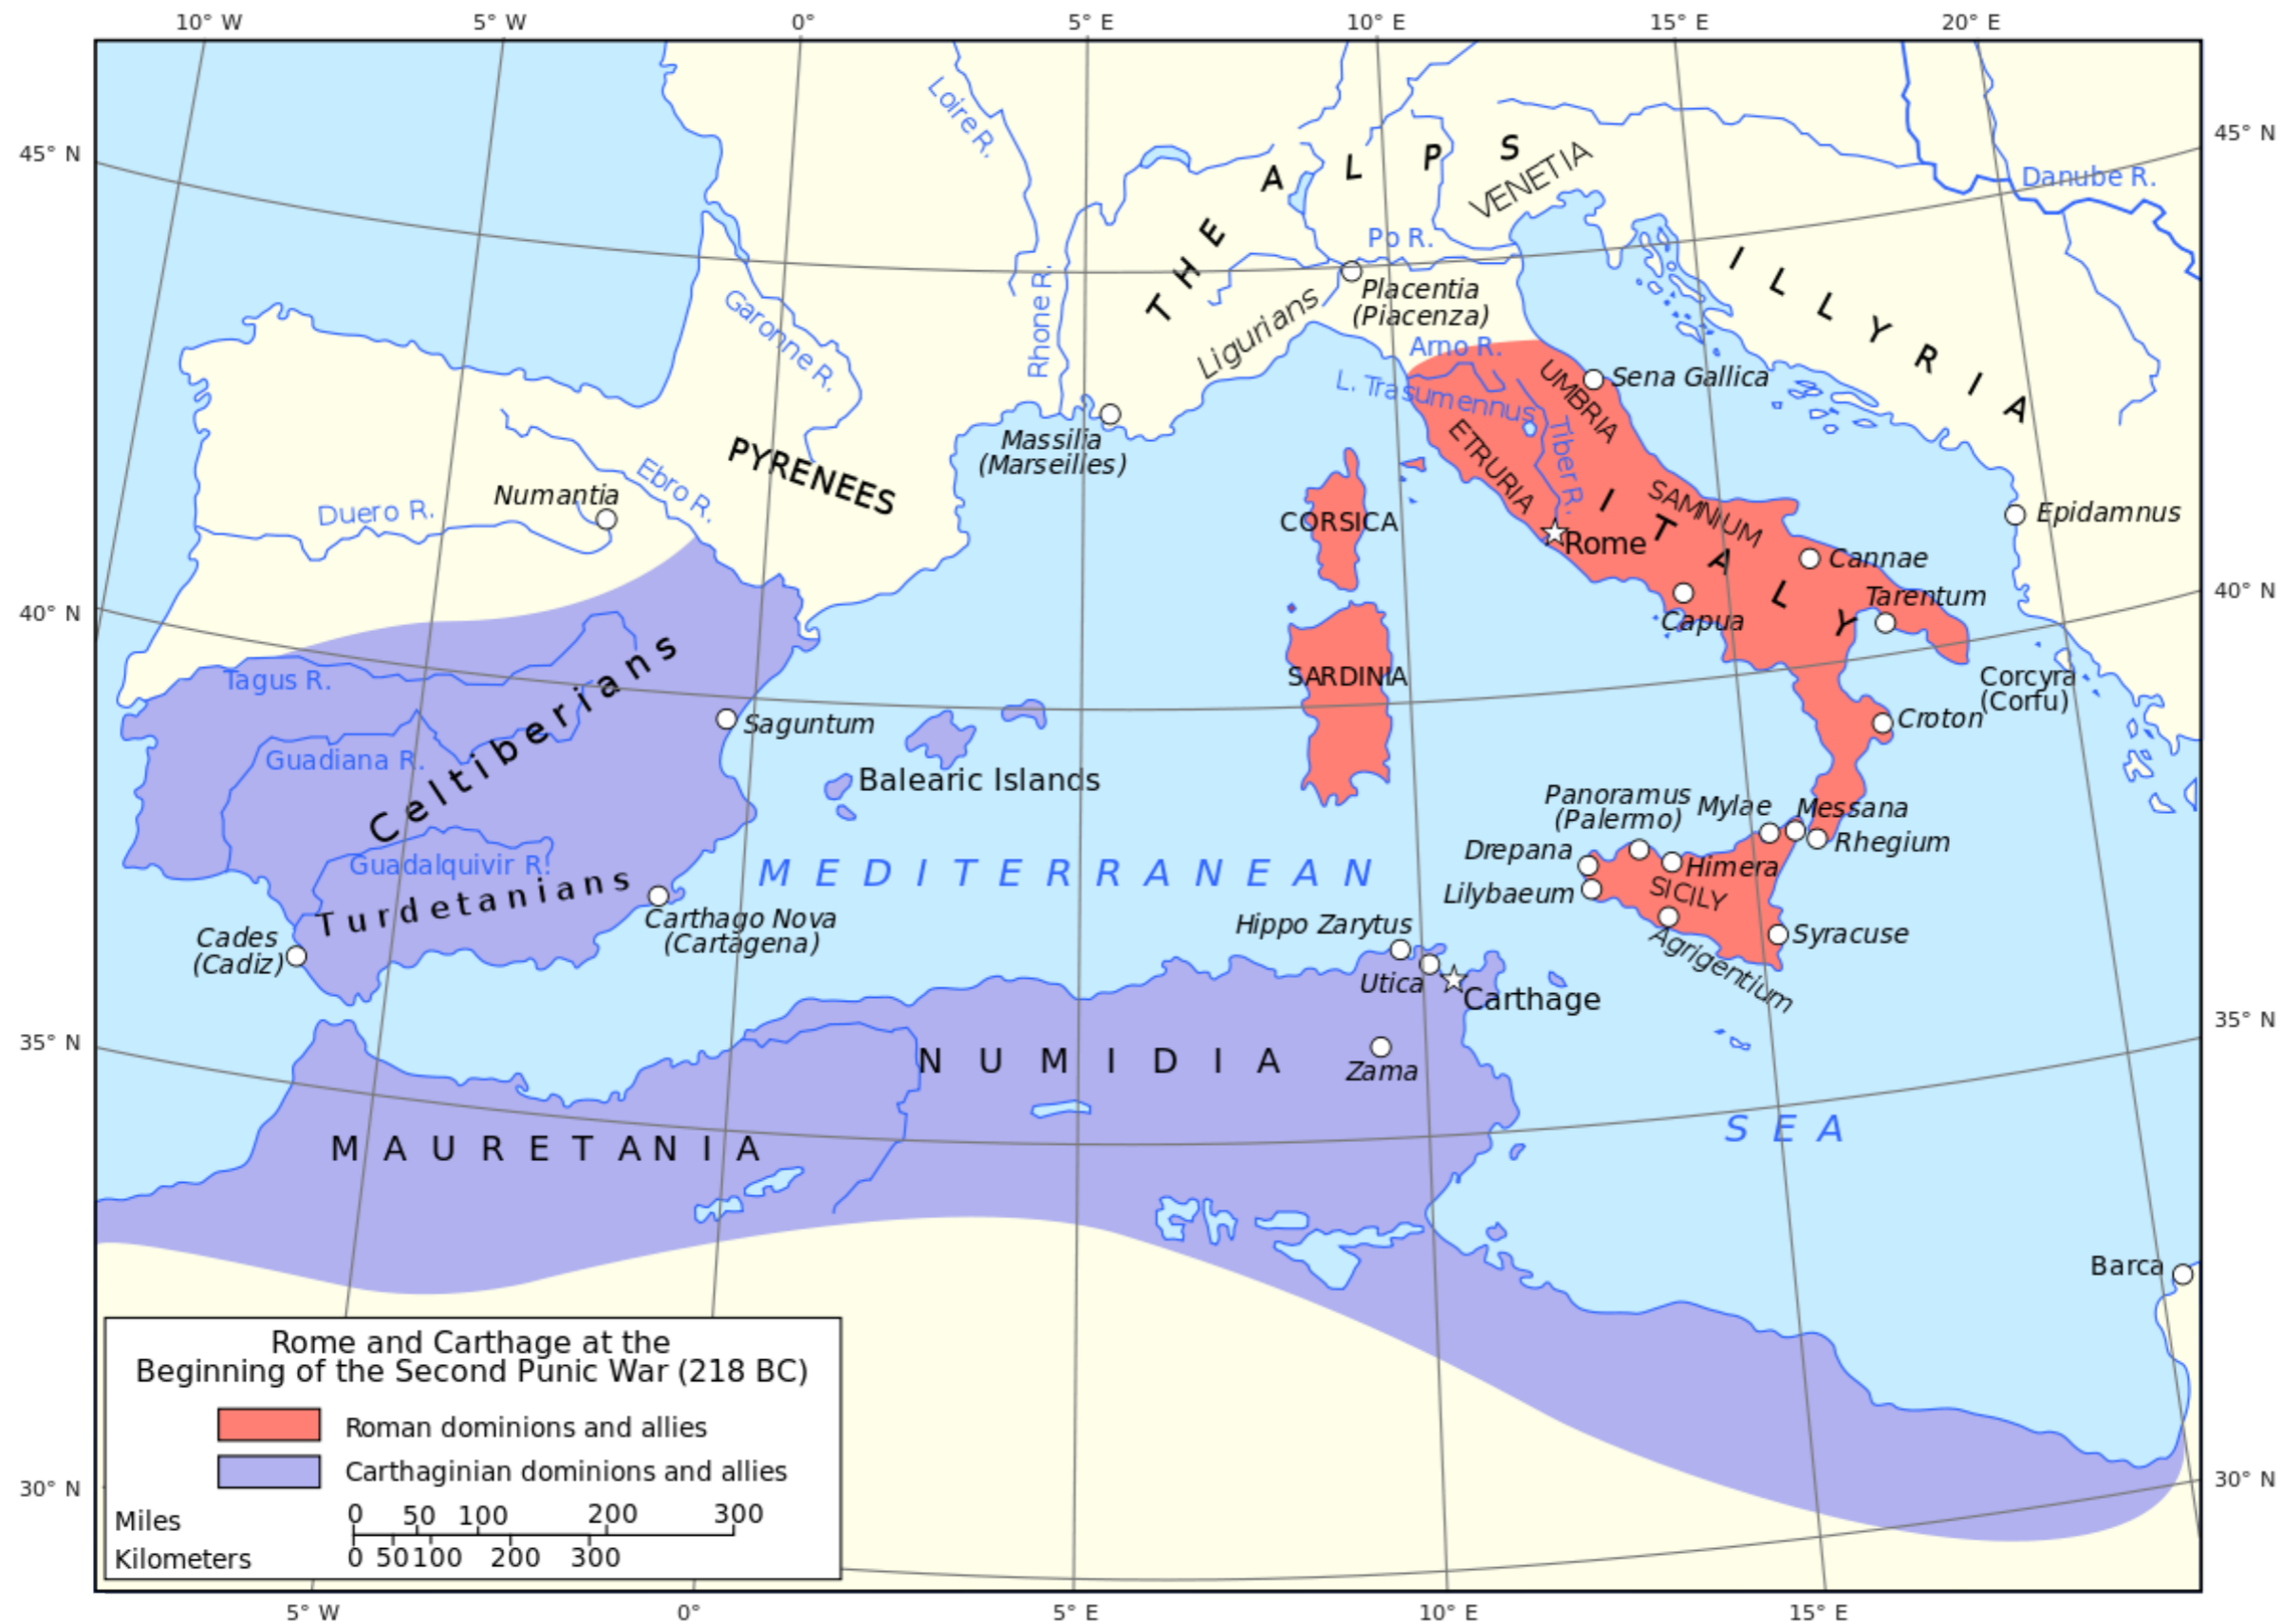 10° W
5° W
0°
5° E
10° E
15° E
20° E
45° N
45° N
Loire R.
THE ALPS
VENETIA
Danube R.
Po R.
ILLYRIA
Garonne R.
Rhone R.
Placentia
(Piacenza)
Ligurians
Arno R.
L. Trasumennus
UMBRIA
Sena Gallica
Massilia
(Marseilles)
PYRENEES
ETRURIA
Tiber R.
Numantia
Ebro R.
Duero R.
CORSICA
ITALY
SAMNIUM
Epidamnus
Rome
Cannae
40° N
40° N
Tarentum
Capua
Celtiberians
Tagus R.
SARDINIA
Corcyra
(Corfu)
Saguntum
Croton
Guadiana R.
Balearic Islands
Panoramus
(Palermo)
Mylae
Messana
Rhegium
Drepana
Himera
Guadalquivir R.
MEDITERRANEAN
Lilybaeum
SICILY
Turdetanians
Carthago Nova
(Cartagena)
Hippo Zarytus
Syracuse
Cades
(Cadiz)
Agrigentium
Utica
Carthage
35° N
35° N
NUMIDIA
Zama
SEA
MAURETANIA
Barca
Rome and Carthage at the
Beginning of the Second Punic War (218 BC)
Roman dominions and allies
Carthaginian dominions and allies
30° N
30° N
Miles
0 50 100 200 300
Kilometers
0 50 100 200 300
5° W
0°
5° E
10° E
15° E